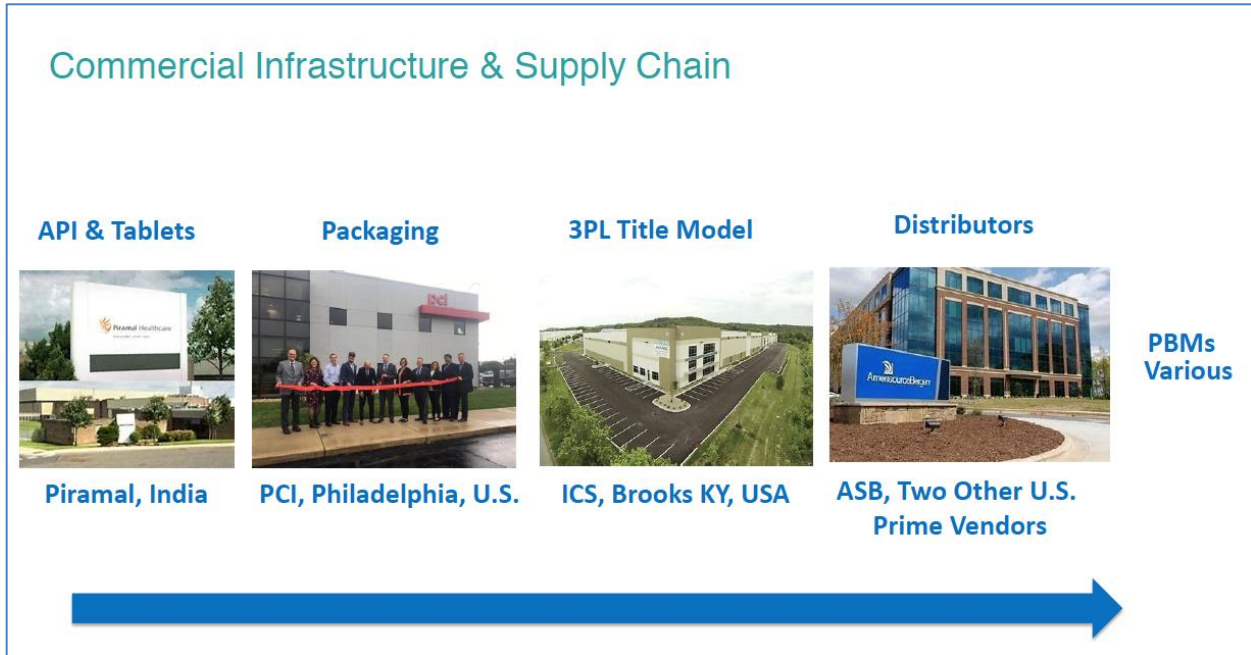 Commercial Infrastructure & Supply Chain
API & Tablets
Packaging
3PL Title Model
Distributors
Piramal Healthcare
pci
AmerisourceBergen
PBMs
Various
Piramal, India
PCI, Philadelphia, U.S.
ICS, Brooks KY, USA
ASB, Two Other U.S.
Prime Vendors